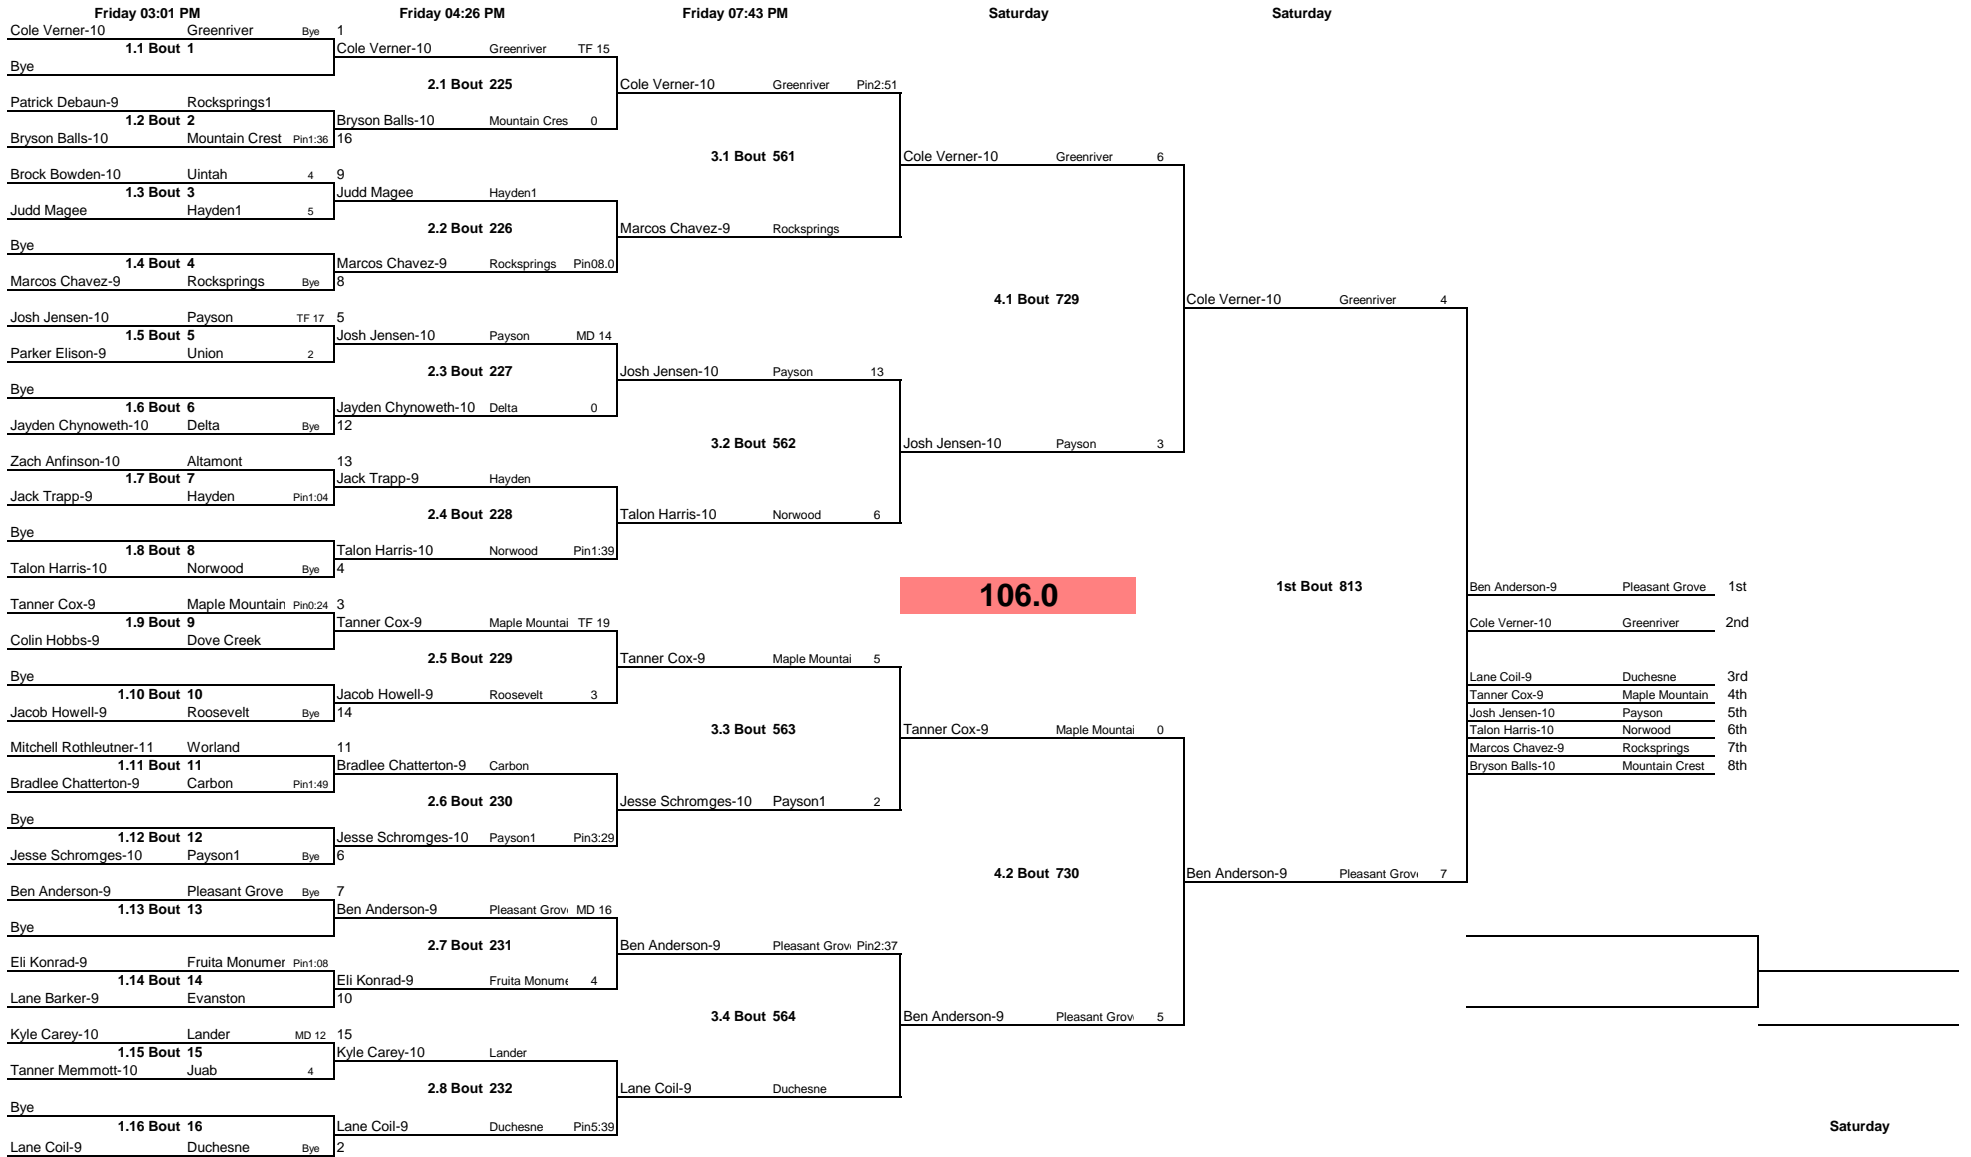 Friday 03:01 PM Friday 04:26 PM Friday 07:43 PM Saturday Saturday
Cole Verner-10 Greenriver Bye 1
1.1 Bout 1 Cole Verner-10 Greenriver TF 15
Bye
2.1 Bout 225 Cole Verner-10 Greenriver Pin2:51
Patrick Debaun-9 Rocksprings1
1.2 Bout 2 Bryson Balls-10 Mountain Cres 0
Bryson Balls-10 Mountain Crest Pin1:36 16
3.1 Bout 561 Cole Verner-10 Greenriver 6
Brock Bowden-10 Uintah 4 9
1.3 Bout 3 Judd Magee Hayden1
Judd Magee Hayden1 5
2.2 Bout 226 Marcos Chavez-9 Rocksprings
Bye
1.4 Bout 4 Marcos Chavez-9 Rocksprings Pin08.0
Marcos Chavez-9 Rocksprings Bye 8
4.1 Bout 729 Cole Verner-10 Greenriver 4
Josh Jensen-10 Payson TF 17 5
1.5 Bout 5 Josh Jensen-10 Payson MD 14
Parker Elison-9 Union 2
2.3 Bout 227 Josh Jensen-10 Payson 13
Bye
1.6 Bout 6 Jayden Chynoweth-10 Delta 0
Jayden Chynoweth-10 Delta Bye 12
3.2 Bout 562 Josh Jensen-10 Payson 3
Zach Anfinson-10 Altamont 13
1.7 Bout 7 Jack Trapp-9 Hayden
Jack Trapp-9 Hayden Pin1:04
2.4 Bout 228 Talon Harris-10 Norwood 6
Bye
1.8 Bout 8 Talon Harris-10 Norwood Pin1:39
Talon Harris-10 Norwood Bye 4
106.0 1st Bout 813 Ben Anderson-9 Pleasant Grove 1st
Tanner Cox-9 Maple Mountain Pin0:24 3
1.9 Bout 9 Tanner Cox-9 Maple Mountai TF 19 Cole Verner-10 Greenriver 2nd
Colin Hobbs-9 Dove Creek
2.5 Bout 229 Tanner Cox-9 Maple Mountai 5
Bye Lane Coil-9 Duchesne 3rd
1.10 Bout 10 Jacob Howell-9 Roosevelt 3 Tanner Cox-9 Maple Mountain 4th
Jacob Howell-9 Roosevelt Bye 14 Josh Jensen-10 Payson 5th
3.3 Bout 563 Tanner Cox-9 Maple Mountai 0 Talon Harris-10 Norwood 6th
Mitchell Rothleutner-11 Worland 11 Marcos Chavez-9 Rocksprings 7th
1.11 Bout 11 Bradlee Chatterton-9 Carbon Bryson Balls-10 Mountain Crest 8th
Bradlee Chatterton-9 Carbon Pin1:49
2.6 Bout 230 Jesse Schromges-10 Payson1 2
Bye
1.12 Bout 12 Jesse Schromges-10 Payson1 Pin3:29
Jesse Schromges-10 Payson1 Bye 6
4.2 Bout 730 Ben Anderson-9 Pleasant Grov 7
Ben Anderson-9 Pleasant Grove Bye 7
1.13 Bout 13 Ben Anderson-9 Pleasant Grov MD 16
Bye
2.7 Bout 231 Ben Anderson-9 Pleasant Grov Pin2:37
Eli Konrad-9 Fruita Monumer Pin1:08
1.14 Bout 14 Eli Konrad-9 Fruita Monume 4
Lane Barker-9 Evanston 10
3.4 Bout 564 Ben Anderson-9 Pleasant Grov 5
Kyle Carey-10 Lander MD 12 15
1.15 Bout 15 Kyle Carey-10 Lander
Tanner Memmott-10 Juab 4
2.8 Bout 232 Lane Coil-9 Duchesne
Bye
1.16 Bout 16 Lane Coil-9 Duchesne Pin5:39 Saturday
Lane Coil-9 Duchesne Bye 2